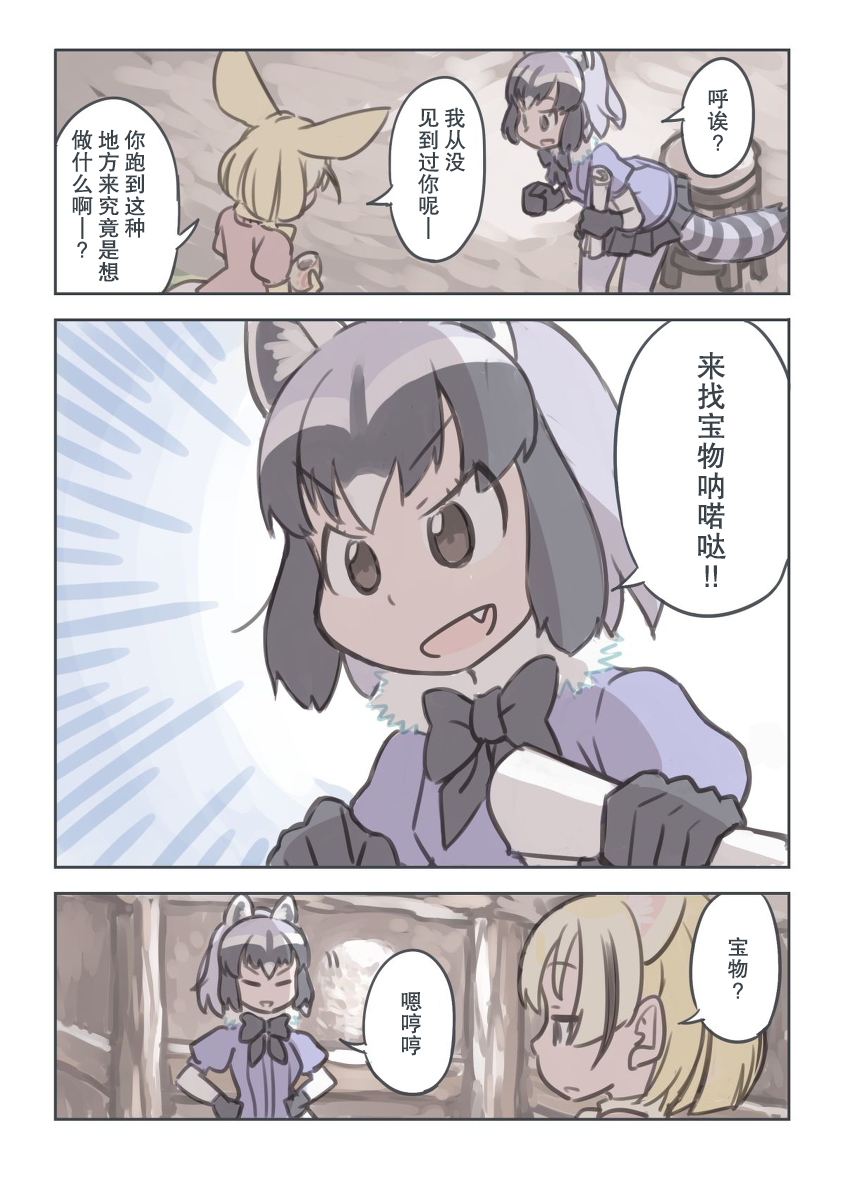 呼诶？
我从没
见到过你呢ー
你跑到这种
地方来究竟是想
做什么啊ー？
来找宝物呐喏哒!!
宝物？
嗯哼哼